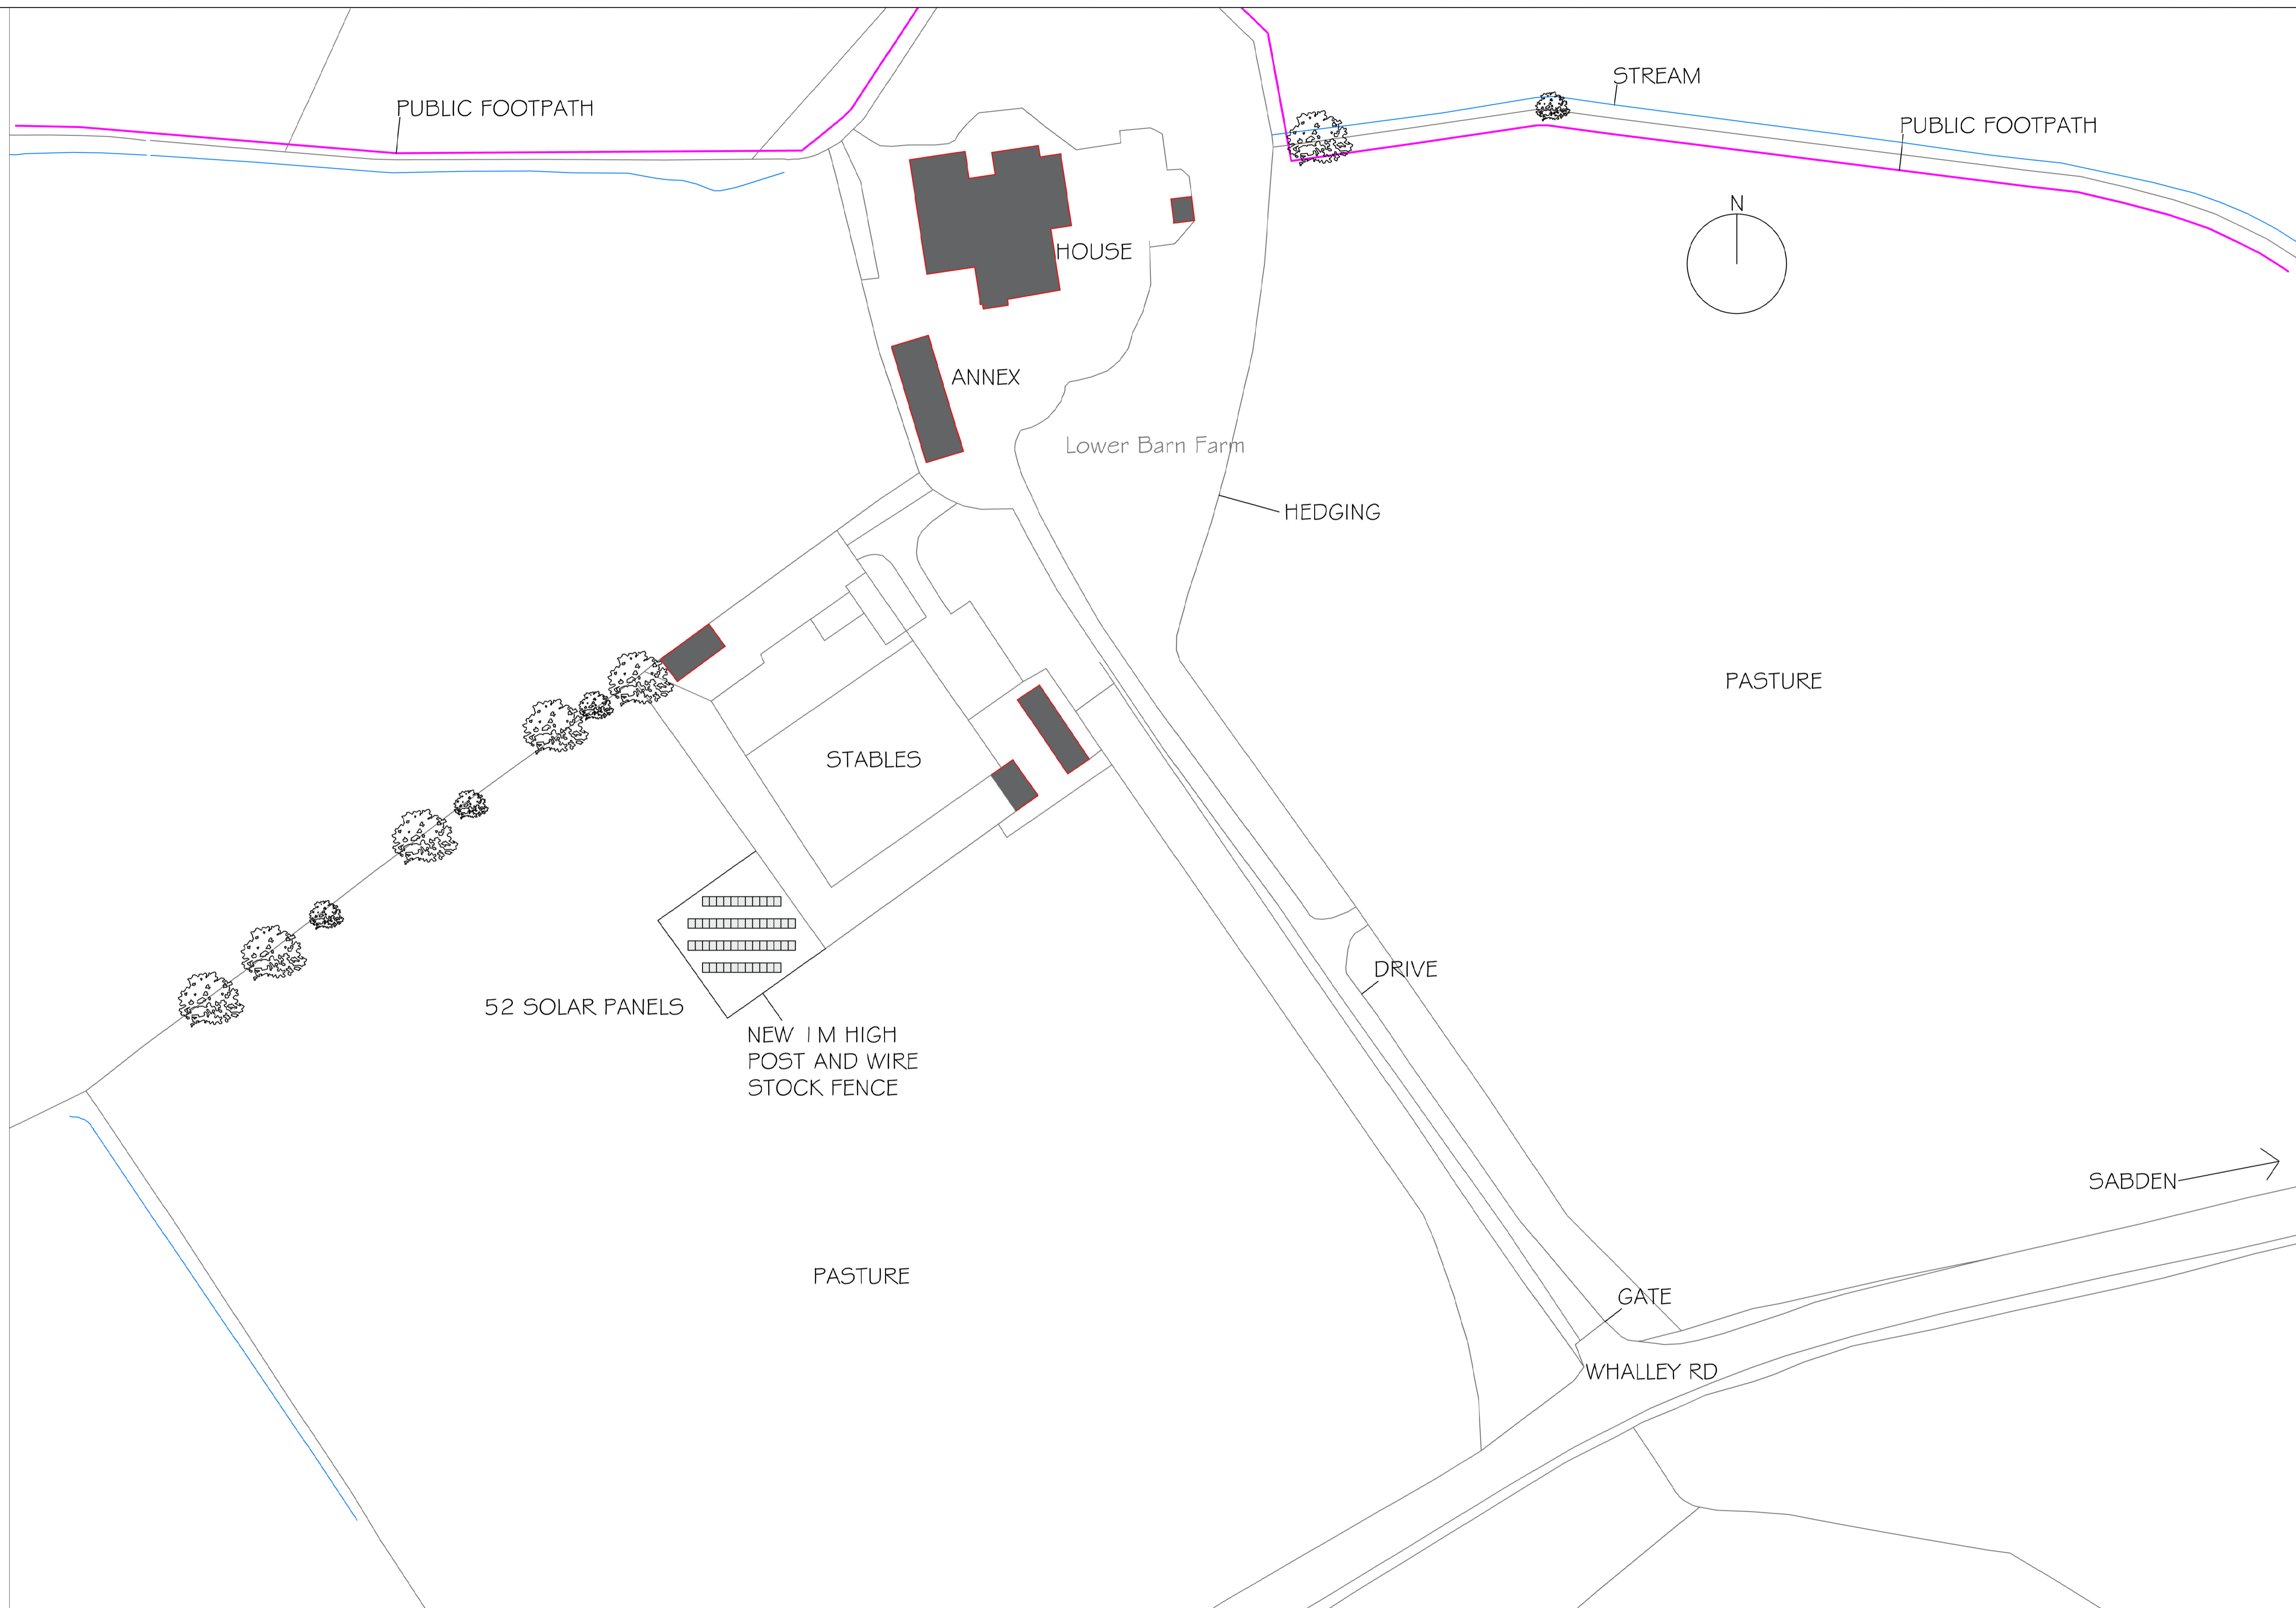 STREAM
PUBLIC FOOTPATH
PUBLIC FOOTPATH
N
HOUSE
ANNEX
Lower Barn Farm
HEDGING
PASTURE
STABLES
DRIVE
52 SOLAR PANELS
NEW 1M HIGH
POST AND WIRE
STOCK FENCE
SABDEN
PASTURE
GATE
WHALLEY RD